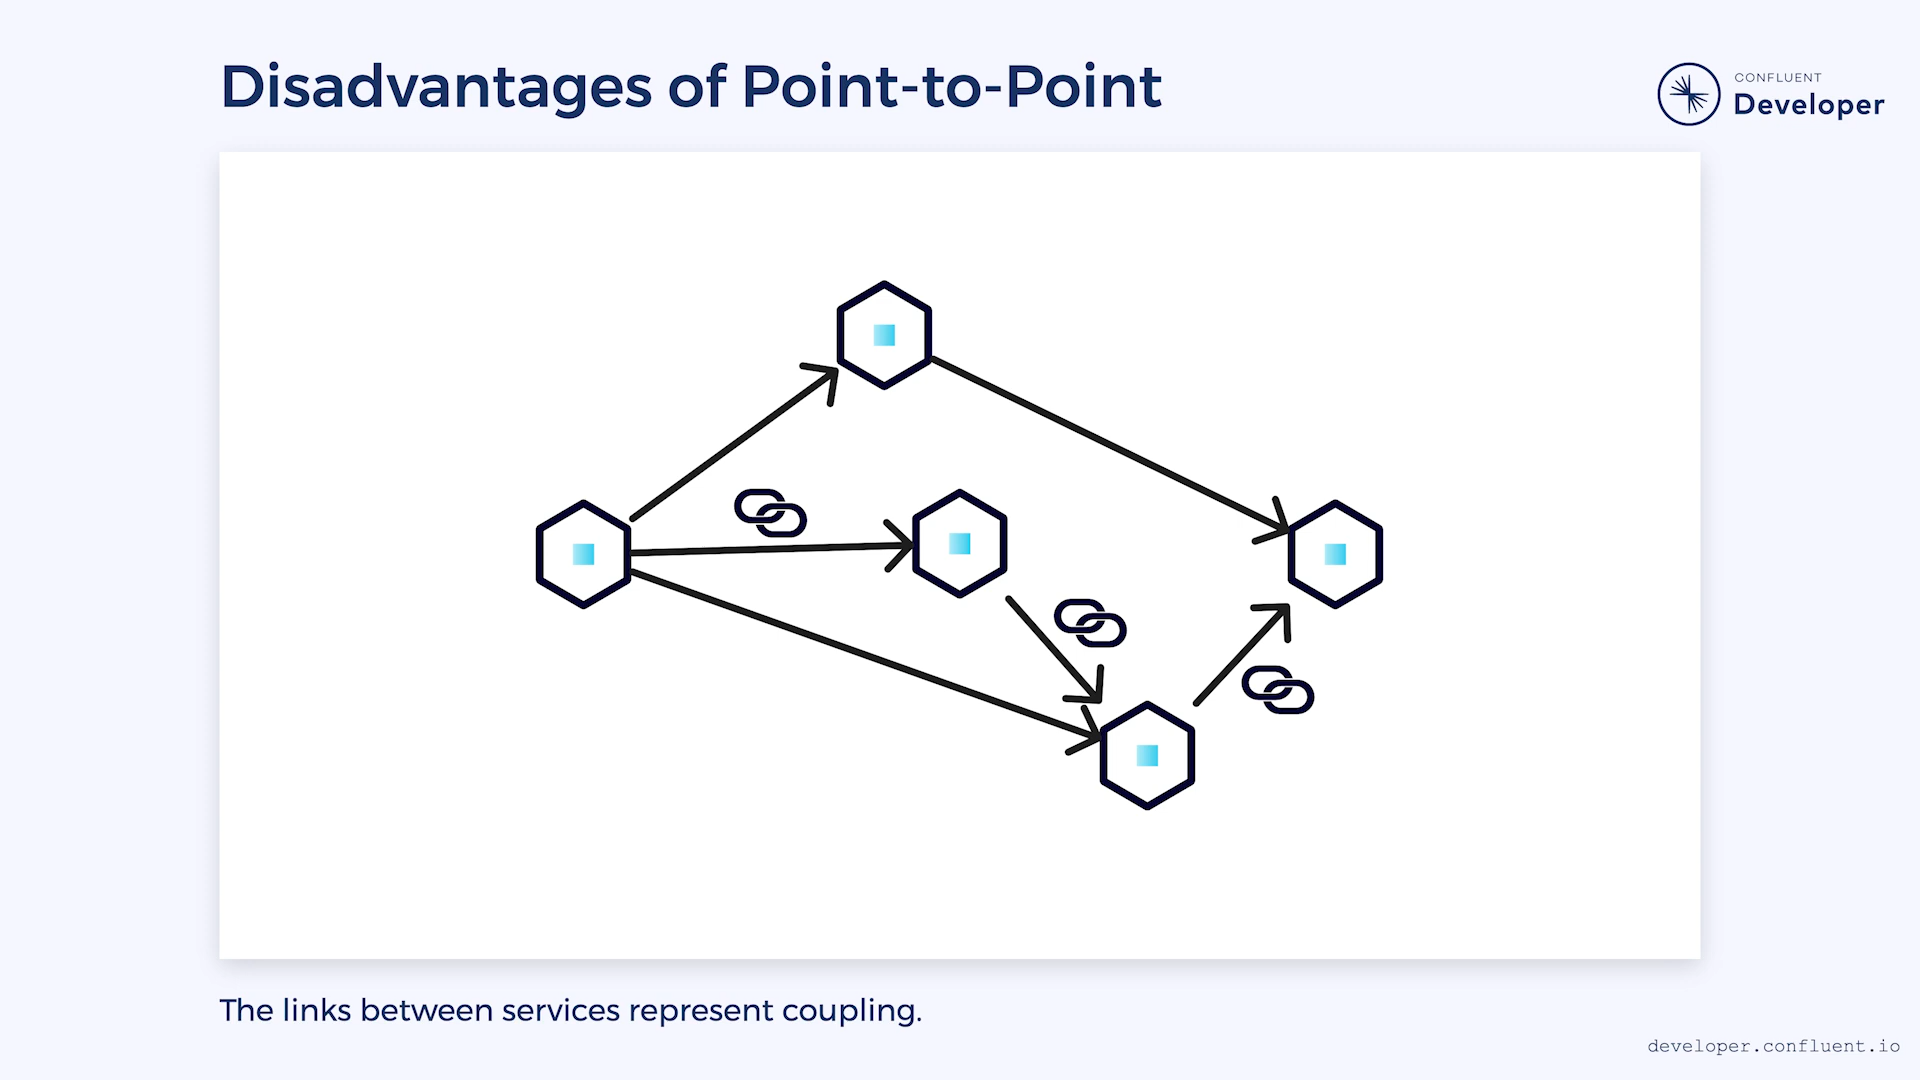 Disadvantages of Point-to-Point
CONFLUENT
Developer
The links between services represent coupling.
developer.confluent.io